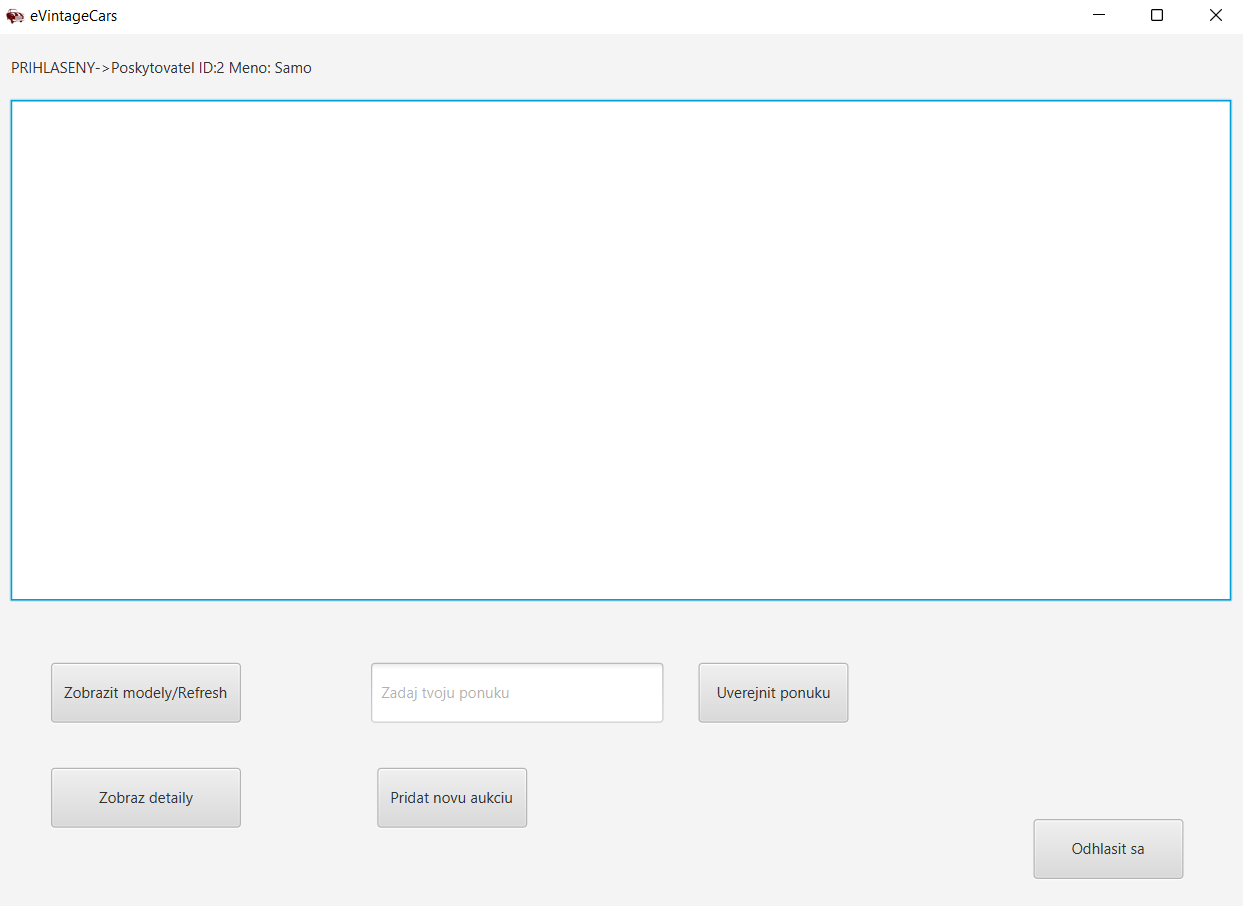 eVintageCars
PRIHLASENY->Poskytovatel ID:2 Meno: Samo
Zobrazit modely/Refresh
Zadaj tvoju ponuku
Uverejnit ponuku
Zobraz detaily
Pridat novu aukciu
Odhlasit sa